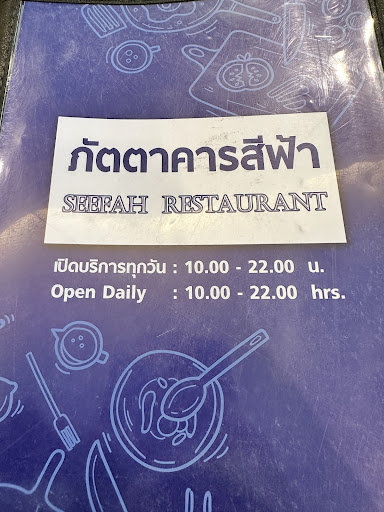 ภัตตาคารสีฟ้า
SEEFAH RESTAURANT
เปิดบริการทุกวัน : 10.00 - 22.00 น.
Open Daily : 10.00 - 22.00 hrs.